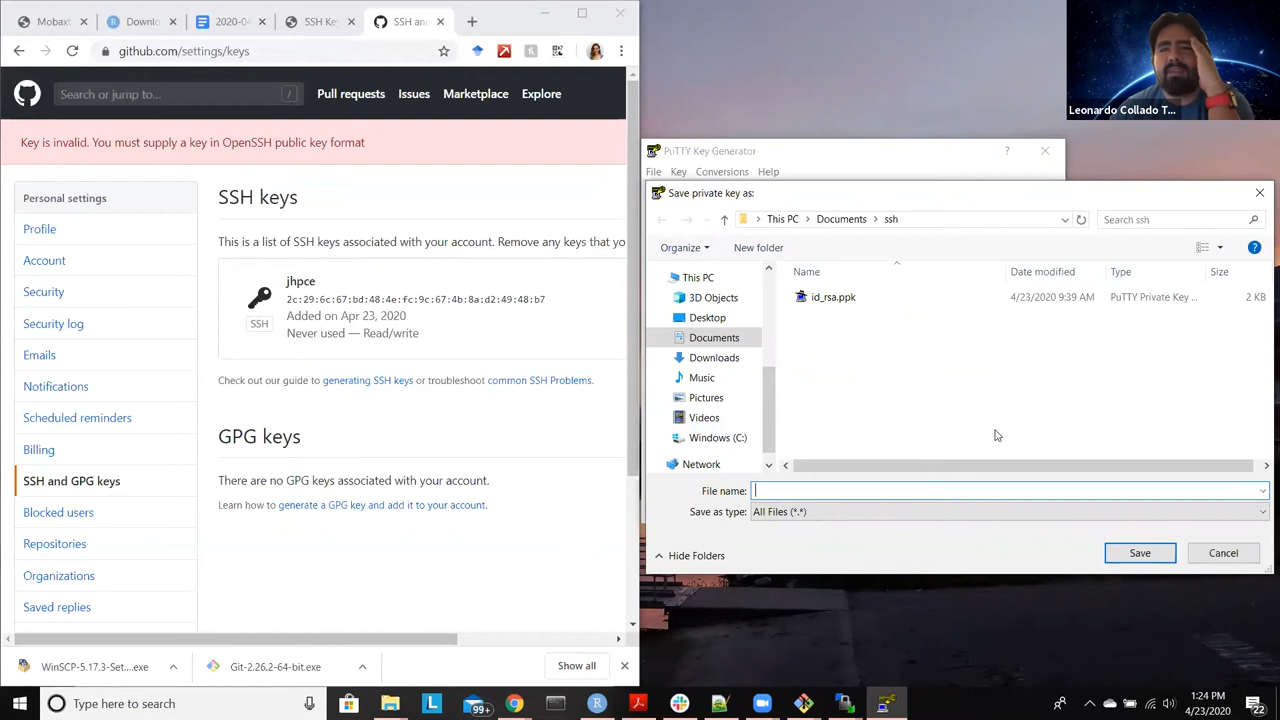 Mobaxt
Downlo
2020-04
SSH Ke
SSH an
github.com/settings/keys
Search or jump to...
/
Pull requests
Issues
Marketplace
Explore
Key is invalid. You must supply a key in OpenSSH public key format
Personal settings
Profile
Account
Security
Security log
Emails
Notifications
Scheduled reminders
Billing
SSH and GPG keys
Blocked users
Repositories
Organizations
Saved replies
SSH keys
This is a list of SSH keys associated with your account. Remove any keys that yo
jhpce
2c:29:6c:67:bd:48:4e:fc:9c:67:4b:8a:d2:49:48:b7
Added on Apr 23, 2020
Never used — Read/write
SSH
Check out our guide to generating SSH keys or troubleshoot common SSH Problems.
GPG keys
There are no GPG keys associated with your account.
Learn how to generate a GPG key and add it to your account.
WinSCP-5.17.3-Set....exe
Git-2.26.2-64-bit.exe
Show all
Leonardo Collado T...
PuTTY Key Generator
?
File Key Conversions Help
Save private key as:
This PC > Documents > ssh
Search ssh
Organize
New folder
Name
Date modified
Type
Size
id_rsa.ppk
4/23/2020 9:39 AM
PuTTY Private Key ...
2 KB
This PC
3D Objects
Desktop
Documents
Downloads
Music
Pictures
Videos
Windows (C:)
Network
File name:
Save as type: All Files (*.*)
Hide Folders
Save
Cancel
Type here to search
99+
1:24 PM
4/23/2020
22